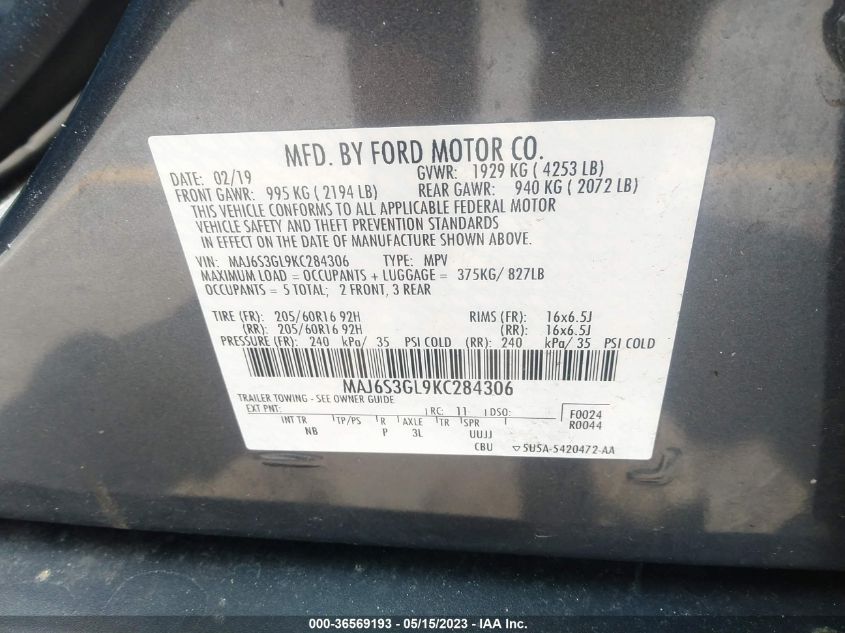 MFD. BY FORD MOTOR CO.
DATE: 02/19 GVWR: 1929 KG ( 4253 LB)
FRONT GAWR: 995 KG ( 2194 LB) REAR GAWR: 940 KG ( 2072 LB)
THIS VEHICLE CONFORMS TO ALL APPLICABLE FEDERAL MOTOR
VEHICLE SAFETY AND THEFT PREVENTION STANDARDS
IN EFFECT ON THE DATE OF MANUFACTURE SHOWN ABOVE.
VIN: MAJ6S3GL9KC284306 TYPE: MPV
MAXIMUM LOAD = OCCUPANTS + LUGGAGE = 375KG/ 827LB
OCCUPANTS = 5 TOTAL; 2 FRONT, 3 REAR
TIRE (FR): 205/60R16 92H RIMS (FR): 16x6.5J
(RR): 205/60R16 92H (RR): 16x6.5J
PRESSURE (FR): 240 kPa/ 35 PSI COLD (RR): 240 kPa/ 35 PSI COLD
MAJ6S3GL9KC284306
TRAILER TOWING - SEE OWNER GUIDE
EXT PNT: RC: 11 DSO: F0024
INT TR TP/PS R AXLE TR SPR R0044
NB P 3L UUJJ
CBU 5U5A-5420472-AA
000-36569193 - 05/15/2023 - IAA Inc.